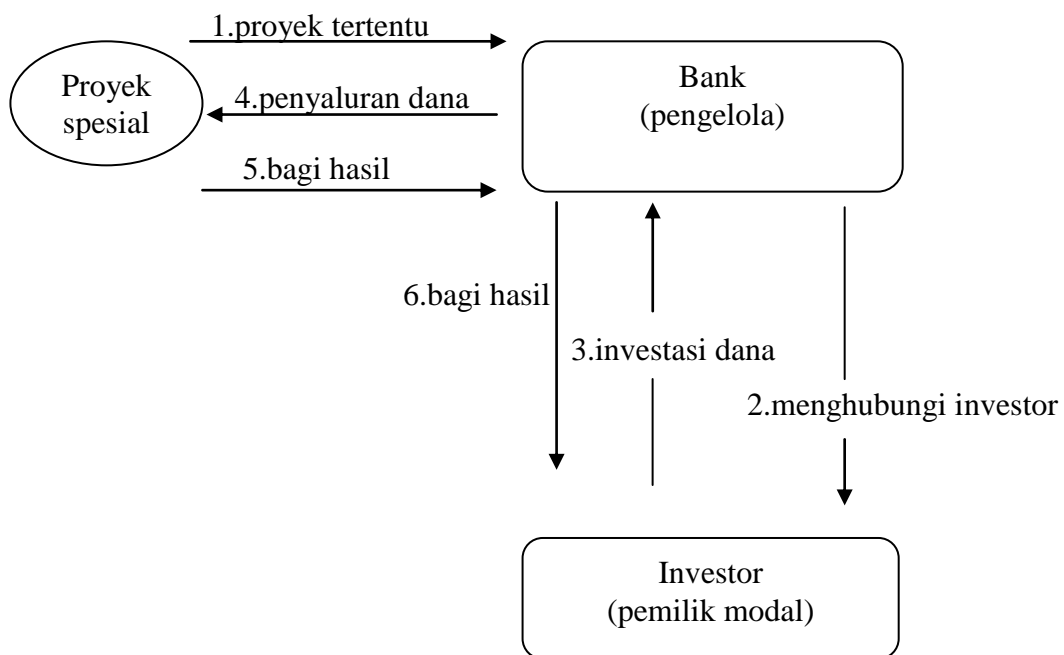 1.proyek tertentu
Proyek
spesial
Bank
(pengelola)
4.penyaluran dana
5.bagi hasil
6.bagi hasil
3.investasi dana
2.menghubungi investor
Investor
(pemilik modal)